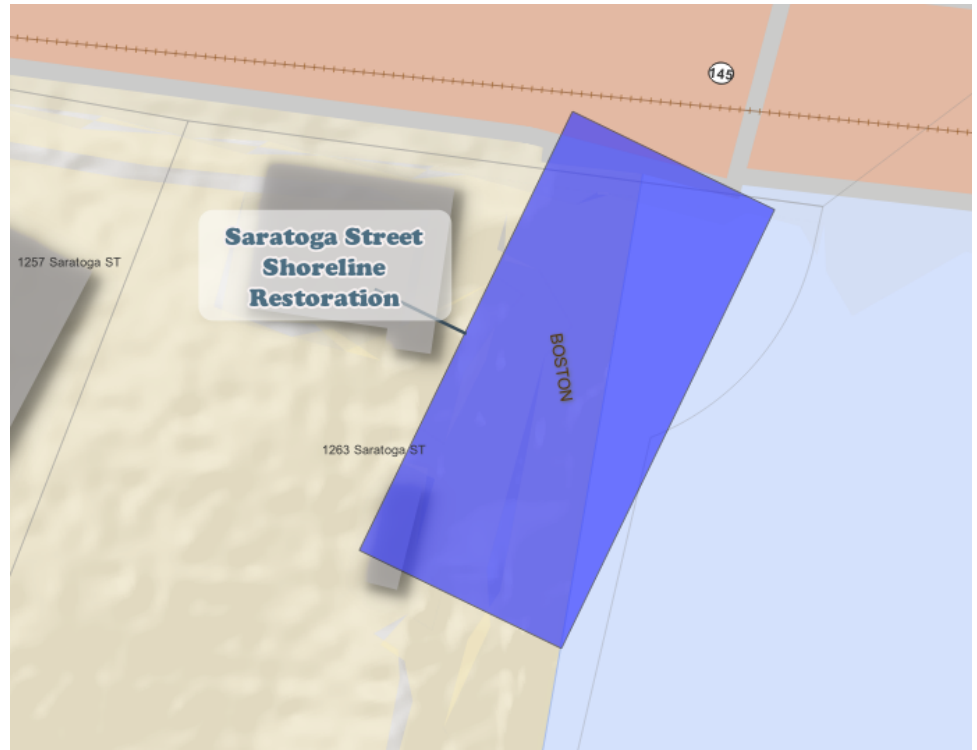 145
Saratoga Street
Shoreline
Restoration
1257 Saratoga ST
BOSTON
1263 Saratoga ST